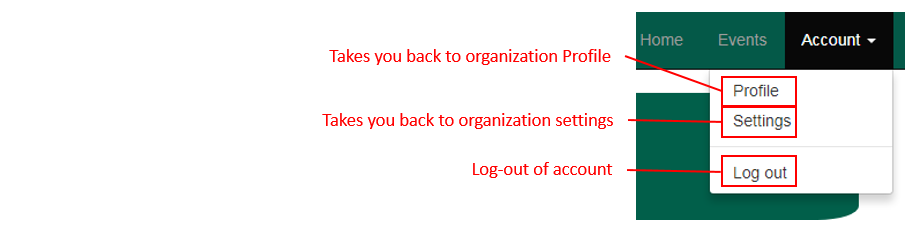 Home Events Account
Takes you back to organization Profile
Profile
Takes you back to organization settings
Settings
Log-out of account
Log out